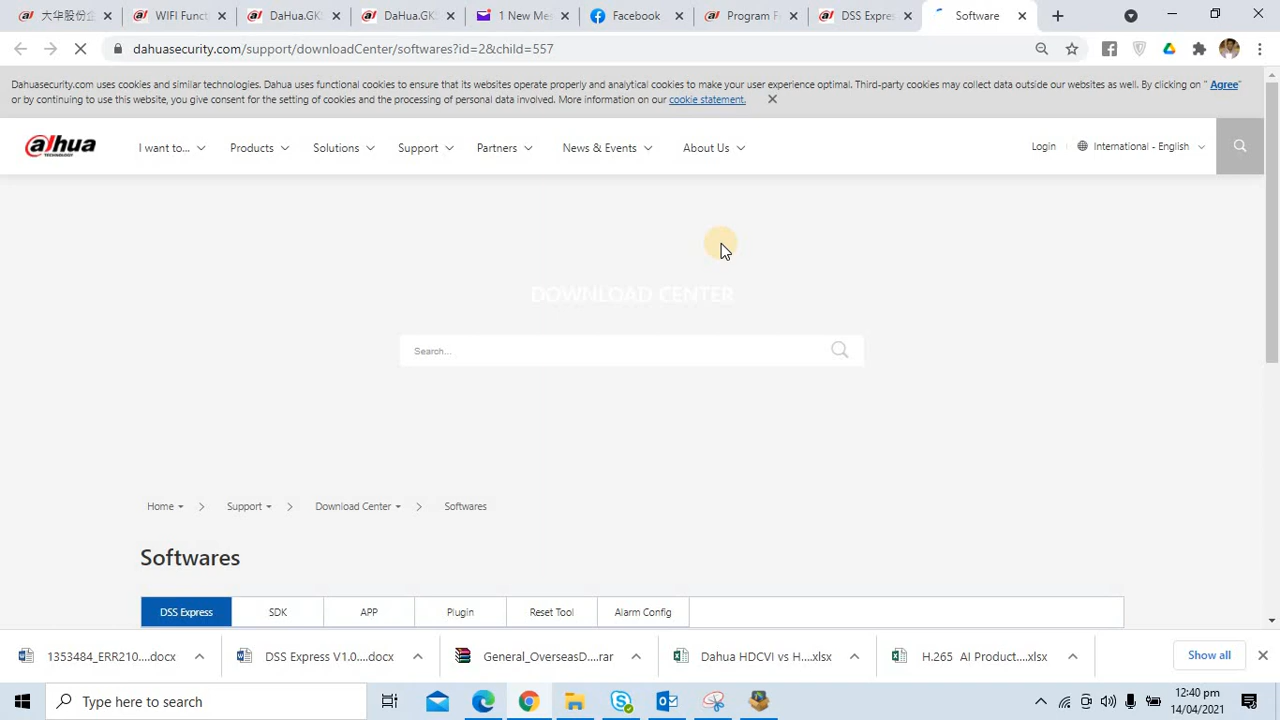 大华股份企
WIFI Funct
DaHua.GK
DaHua.GK
1 New Me
Facebook
Program F
DSS Expre
Software
dahuasecurity.com/support/downloadCenter/softwares?id=2&child=557
Dahuasecurity.com uses cookies and similar technologies. Dahua uses functional cookies to ensure that its websiteoperate properly and analytical cookies to make your user experience optimal. Third-party cookies may collect data outside our websites as well. By clicking on " Agree"
or by continuing to use this website, you give consent for the setting of cookies and the processing of personal data involved. More information on our cookie statement.
alhua TECHNOLOGY
I want to... Products Solutions Support Partners News & Events About Us Login International - English
DOWNLOAD CENTER
Search...
Home Support Download Center Softwares
Softwares
DSS Express SDK APP Plugin Reset Tool Alarm Config
1353484_ERR210....docx DSS Express V1.0....docx General_OverseasD....rar Dahua HDCVI vs H....xlsx H.265 AI Product....xlsx Show all
Type here to search
12:40 pm
14/04/2021